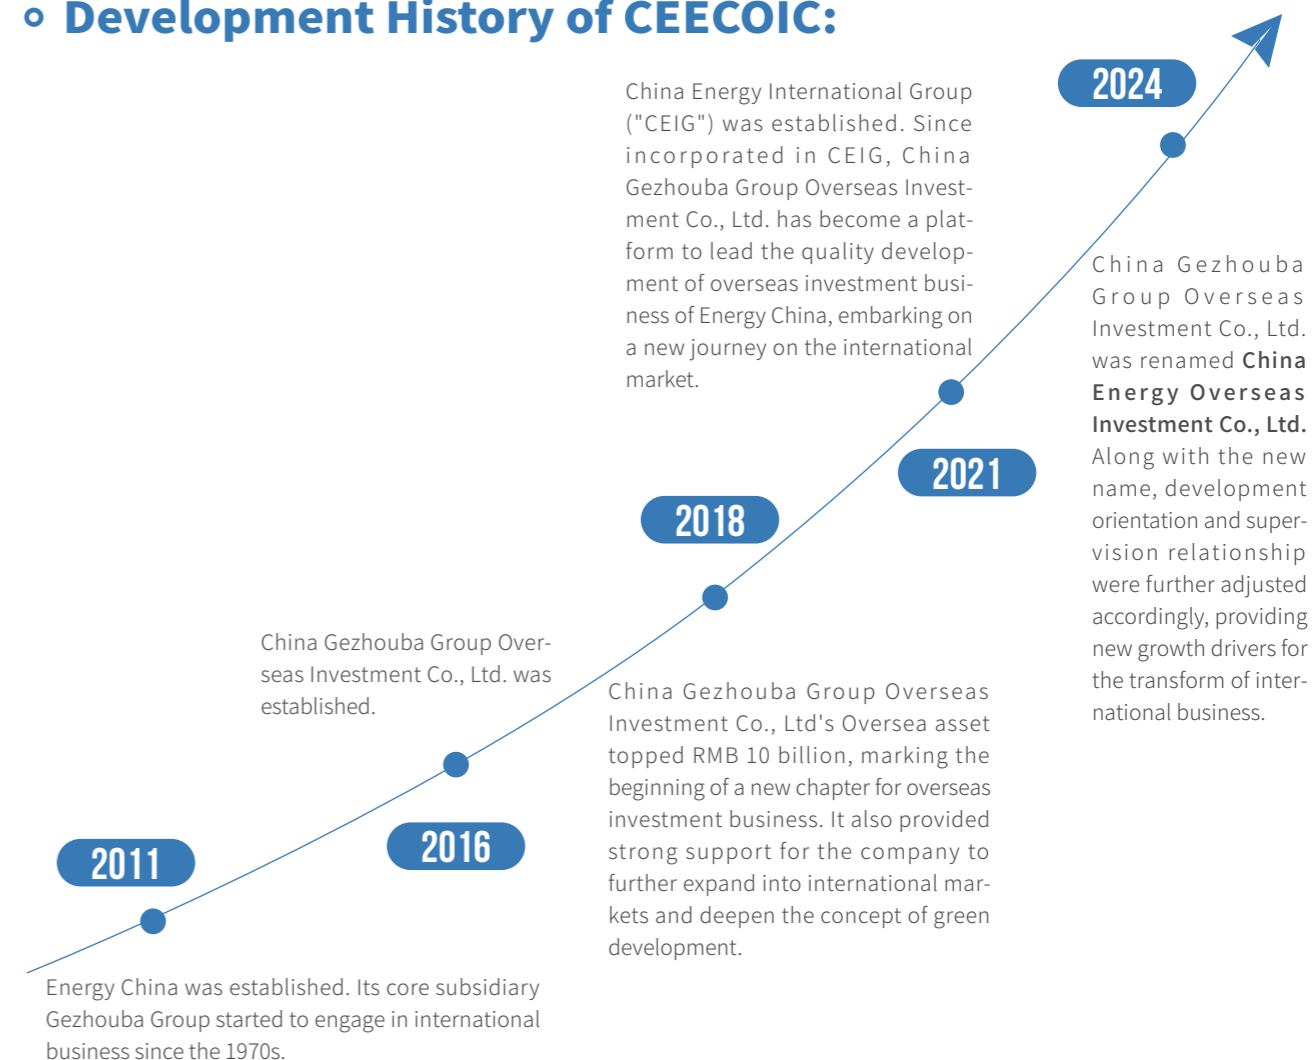 Development History of CEECOIC:
2011
Energy China was established. Its core subsidiary
Gezhouba Group started to engage in international
business since the 1970s.
2016
China Gezhouba Group Over-
seas Investment Co., Ltd. was
established.
2018
China Gezhouba Group Overseas
Investment Co., Ltd's Oversea asset
topped RMB 10 billion, marking the
beginning of a new chapter for overseas
investment business. It also provided
strong support for the company to
further expand into international mar-
kets and deepen the concept of green
development.
2021
China Energy International Group
("CEIG") was established. Since
incorporated in CEIG, China
Gezhouba Group Overseas Invest-
ment Co., Ltd. has become a plat-
form to lead the quality develop-
ment of overseas investment busi-
ness of Energy China, embarking on
a new journey on the international
market.
2024
China Gezhouba
Group Overseas
Investment Co., Ltd.
was renamed China
Energy Overseas
Investment Co., Ltd.
Along with the new
name, development
orientation and super-
vision relationship
were further adjusted
accordingly, providing
new growth drivers for
the transform of inter-
national business.